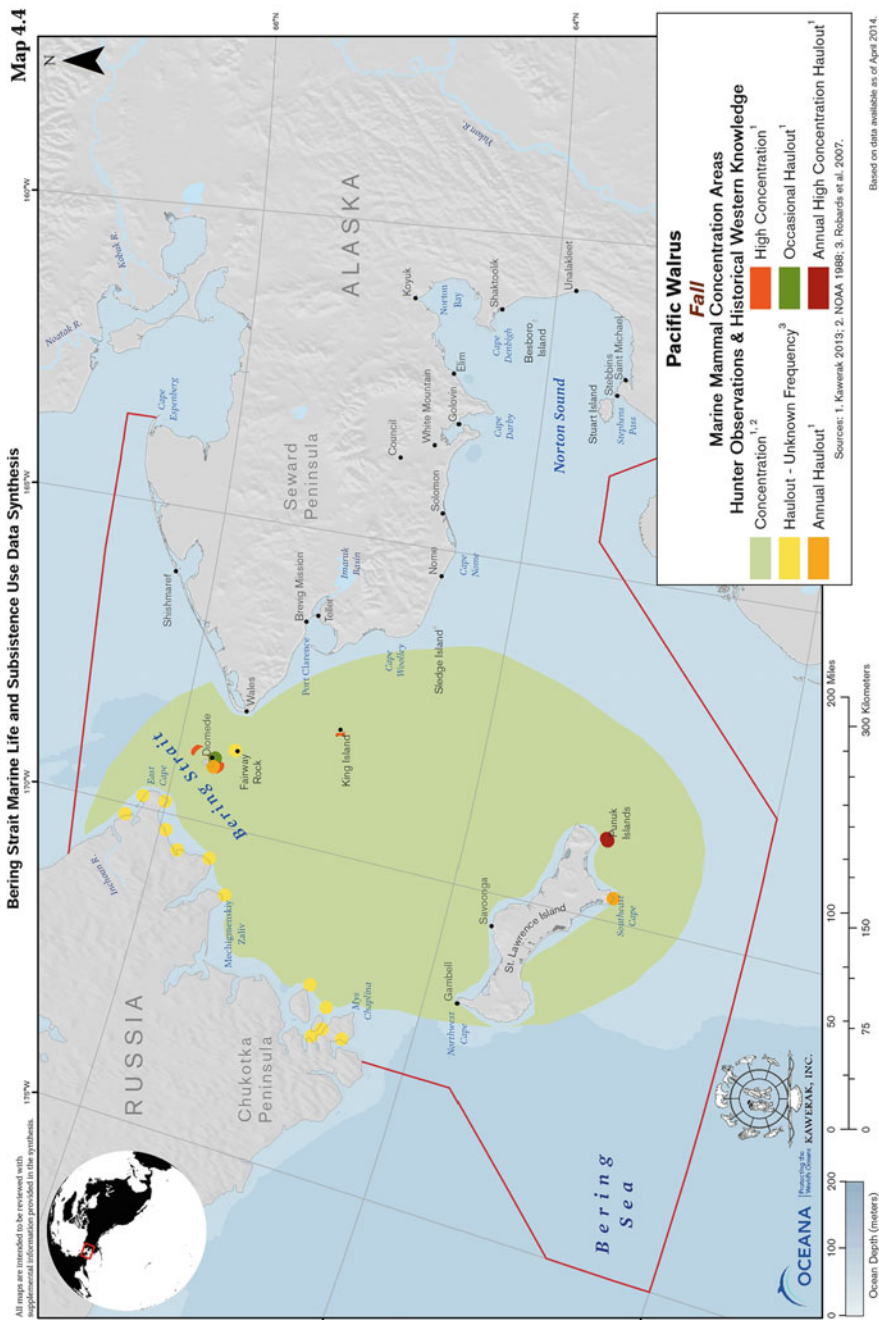 Bering Strait Marine Life and Subsistence Use Data Synthesis
Map 4.4
All maps are intended to be reviewed with
supplemental information provided in the synthesis.
175°W
170°W
165°W
160°W
66°N
64°N
N
RUSSIA
Chukotka
Peninsula
Inchoun R.
East
Cape
Mechigmenskiy
Zaliv
Mys
Chaplina
Bering Strait
Diomede
Fairway
Rock
Wales
King Island
Shishmaref
Cape
Espenberg
Noatak R.
Kobuk R.
ALASKA
Seward
Peninsula
Brevig Mission
Teller
Port Clarence
Imaruk
Basin
Cape
Woolley
Sledge Island
Nome
Cape
Nome
Solomon
Council
White Mountain
Golovin
Elim
Koyuk
Norton
Bay
Cape
Darby
Cape
Denbigh
Shaktoolik
Besboro
Island
Unalakleet
Norton Sound
Stuart Island
Stebbins
Saint Michael
Stephens
Pass
Yukon R.
Gambell
Northwest
Cape
Savoonga
St. Lawrence Island
Southeast
Cape
Punuk
Islands
Bering
Sea
Pacific Walrus
Fall
Marine Mammal Concentration Areas
Hunter Observations & Historical Western Knowledge
Concentration 1,2
High Concentration 1
Haulout - Unknown Frequency 3
Occasional Haulout 1
Annual Haulout 1
Annual High Concentration Haulout 1
Sources: 1. Kawerak 2013; 2. NOAA 1988; 3. Robards et al. 2007.
Based on data available as of April 2014.
OCEANA
Protecting the
World's Oceans
KAWERAK, INC.
0 50 100 200 Miles
0 75 150 300 Kilometers
0 100 200
Ocean Depth (meters)